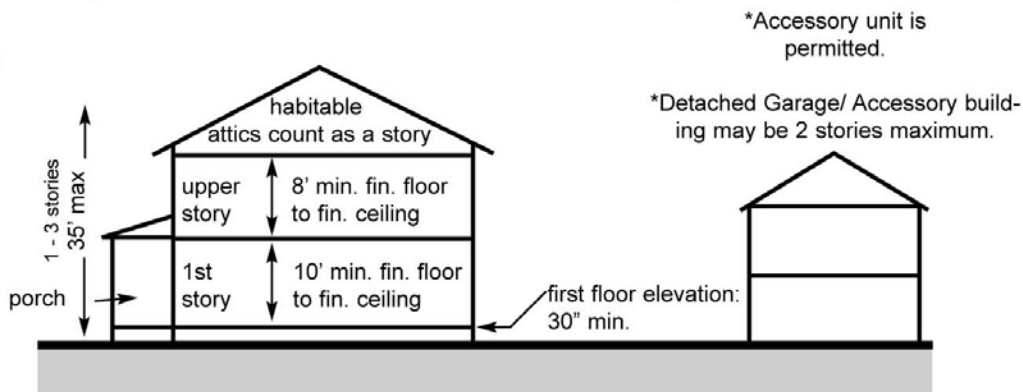 *Accessory unit is
permitted.
*Detached Garage/ Accessory build-
ing may be 2 stories maximum.
habitable
attics count as a story
1 - 3 stories
35’ max
upper
story
8’ min. fin. floor
to fin. ceiling
1st
story
10’ min. fin. floor
to fin. ceiling
porch
first floor elevation:
30” min.